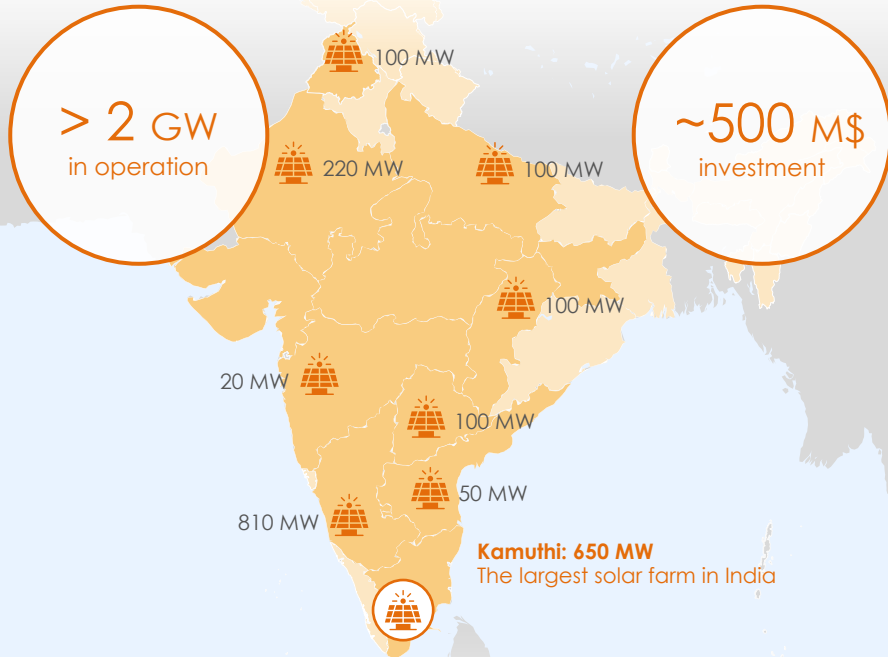 100 MW
> 2 GW
in operation
~500 M$
investment
220 MW
100 MW
100 MW
20 MW
100 MW
50 MW
810 MW
Kamuthi: 650 MW
The largest solar farm in India